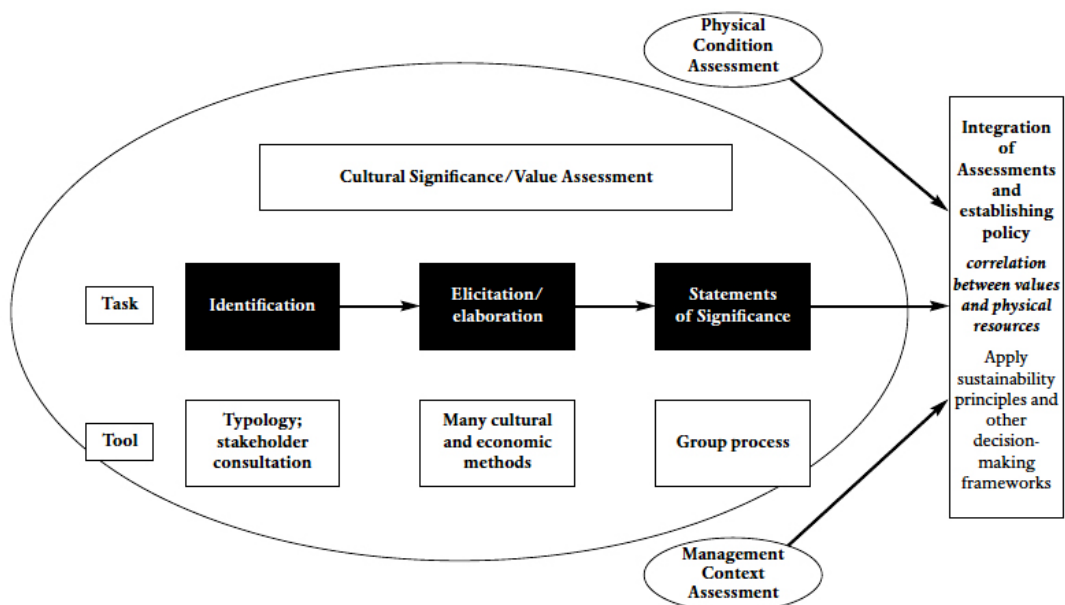 Physical
Condition
Assessment
Cultural Significance/Value Assessment
Task
Identification
Elicitation/
elaboration
Statements
of Significance
Tool
Typology;
stakeholder
consultation
Many cultural
and economic
methods
Group process
Management
Context
Assessment
Integration
of
Assessments
and
establishing
policy
correlation
between values
and physical
resources
Apply
sustainability
principles and
other
decision-
making
frameworks